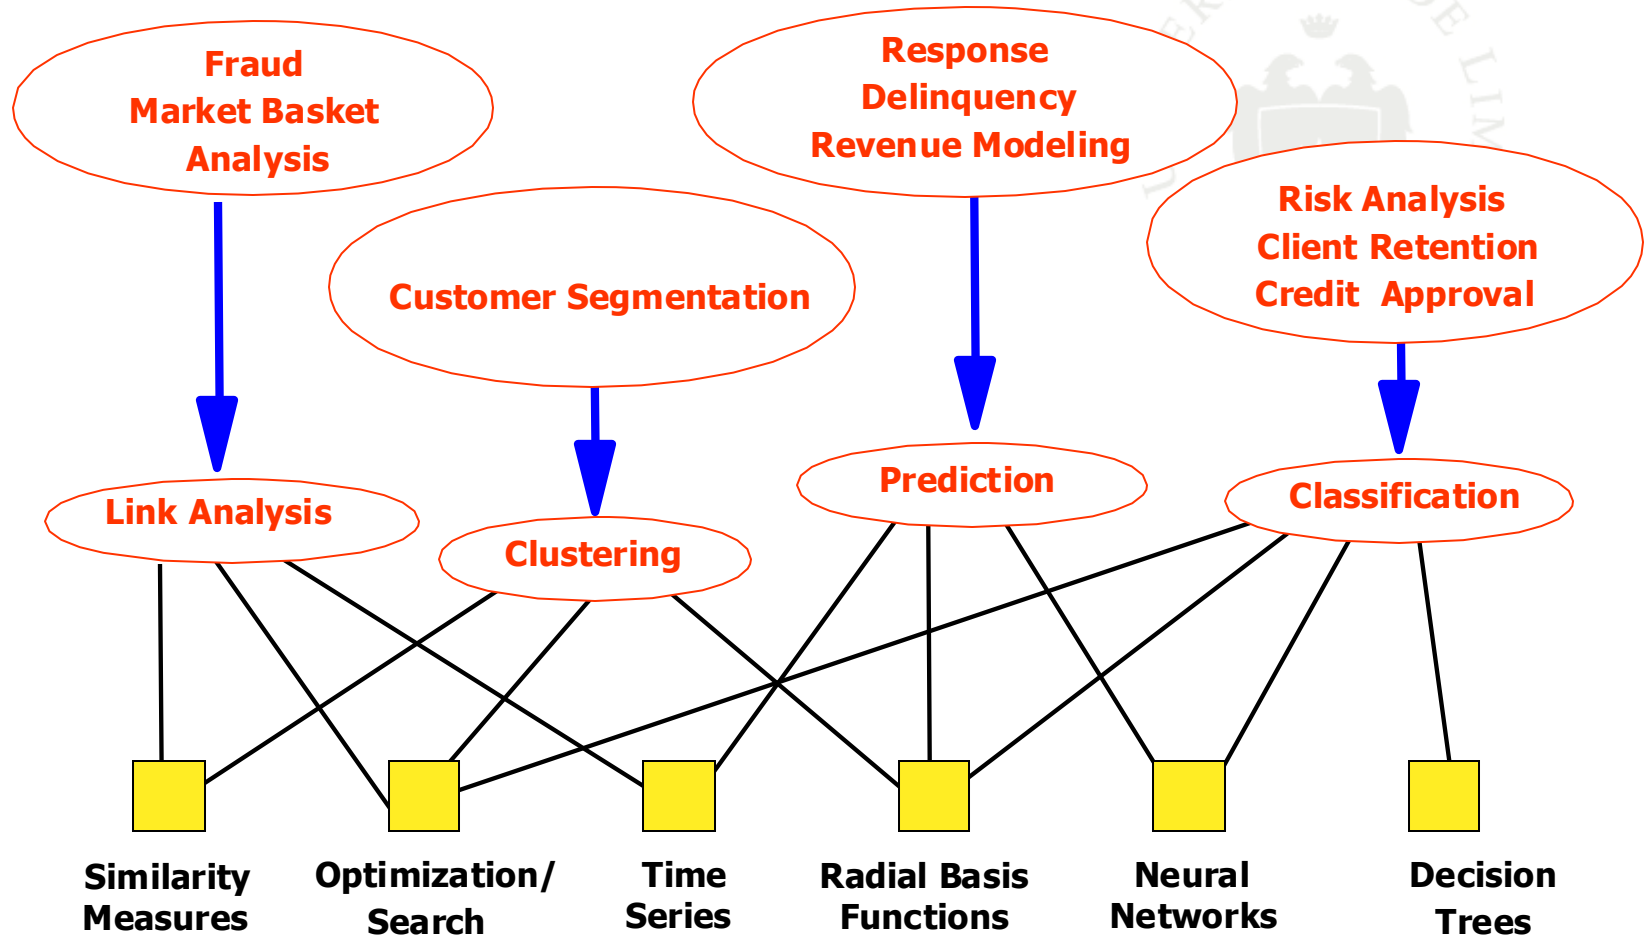 Fraud
Market Basket
Analysis
Response
Delinquency
Revenue Modeling
Customer Segmentation
Risk Analysis
Client Retention
Credit Approval
Link Analysis
Clustering
Prediction
Classification
Similarity
Measures
Optimization/
Search
Time
Series
Radial Basis
Functions
Neural
Networks
Decision
Trees